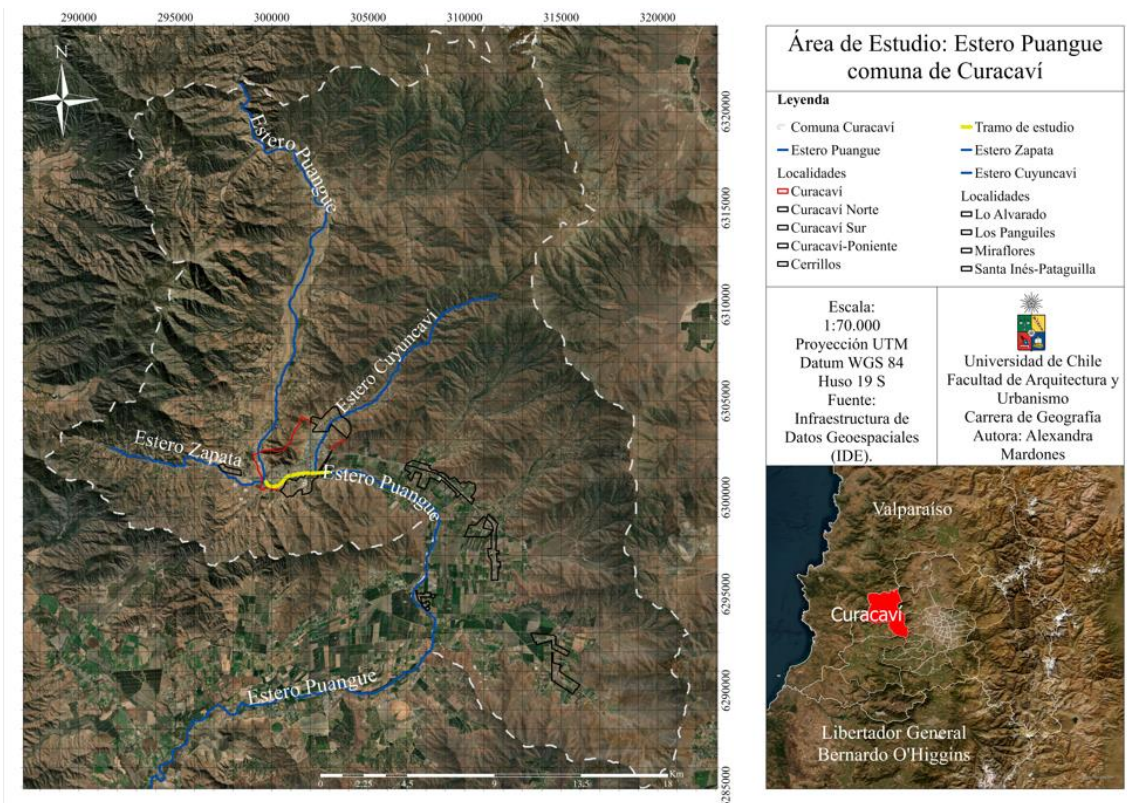 290000 295000 300000 305000 310000 315000 320000
N
Estero Puangue
Estero Cuyuncavi
Estero Zapata
Estero Puangue
Estero Puangue
6320000
6315000
6310000
6305000
6300000
6295000
6290000
6285000
0 2.25 4.5 9 13.5 18 Km
Área de Estudio: Estero Puangue
comuna de Curacaví
Leyenda
Comuna Curacaví
Estero Puangue
Localidades
Curacaví
Curacaví Norte
Curacaví Sur
Curacaví-Poniente
Cerrillos
Tramo de estudio
Estero Zapata
Estero Cuyuncavi
Localidades
Lo Alvarado
Los Panguiles
Miraflores
Santa Inés-Pataguilla
Escala:
1:70.000
Proyección UTM
Datum WGS 84
Huso 19 S
Fuente:
Infraestructura de
Datos Geoespaciales
(IDE).
Universidad de Chile
Facultad de Arquitectura y
Urbanismo
Carrera de Geografía
Autora: Alexandra
Mardones
Valparaíso
Curacaví
Libertador General
Bernardo O'Higgins